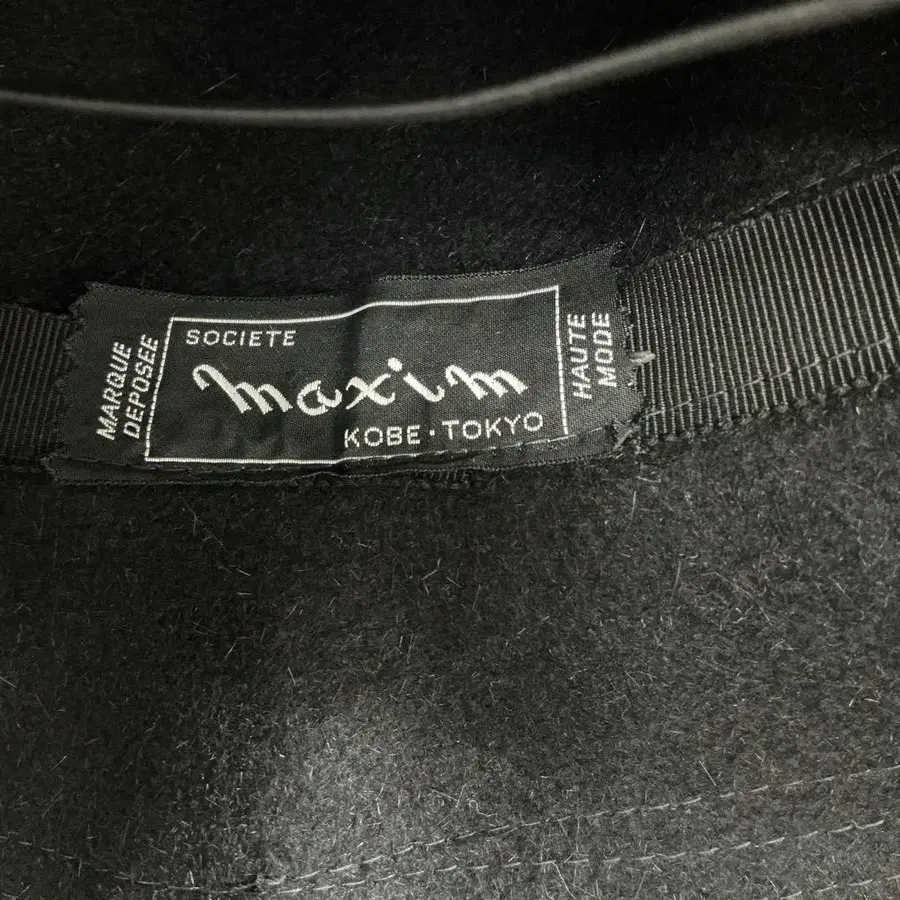 MARQUE
DEPOSEE
SOCIETE
maxim
KOBE · TOKYO
HAUTE
MODE